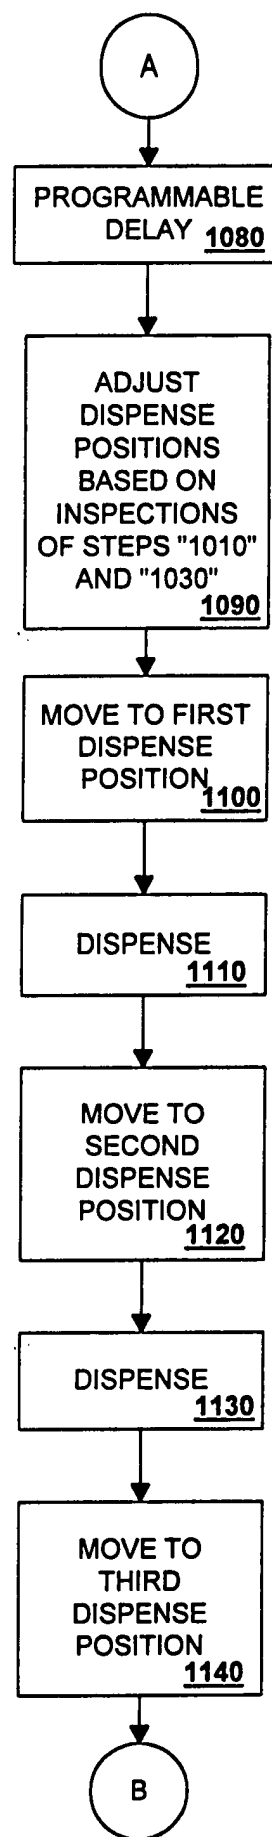 A
PROGRAMMABLE
DELAY 1080
ADJUST
DISPENSE
POSITIONS
BASED ON
INSPECTIONS
OF STEPS "1010"
AND "1030"
1090
MOVE TO FIRST
DISPENSE
POSITION
1100
DISPENSE
1110
MOVE TO
SECOND
DISPENSE
POSITION
1120
DISPENSE
1130
MOVE TO
THIRD
DISPENSE
POSITION
1140
B